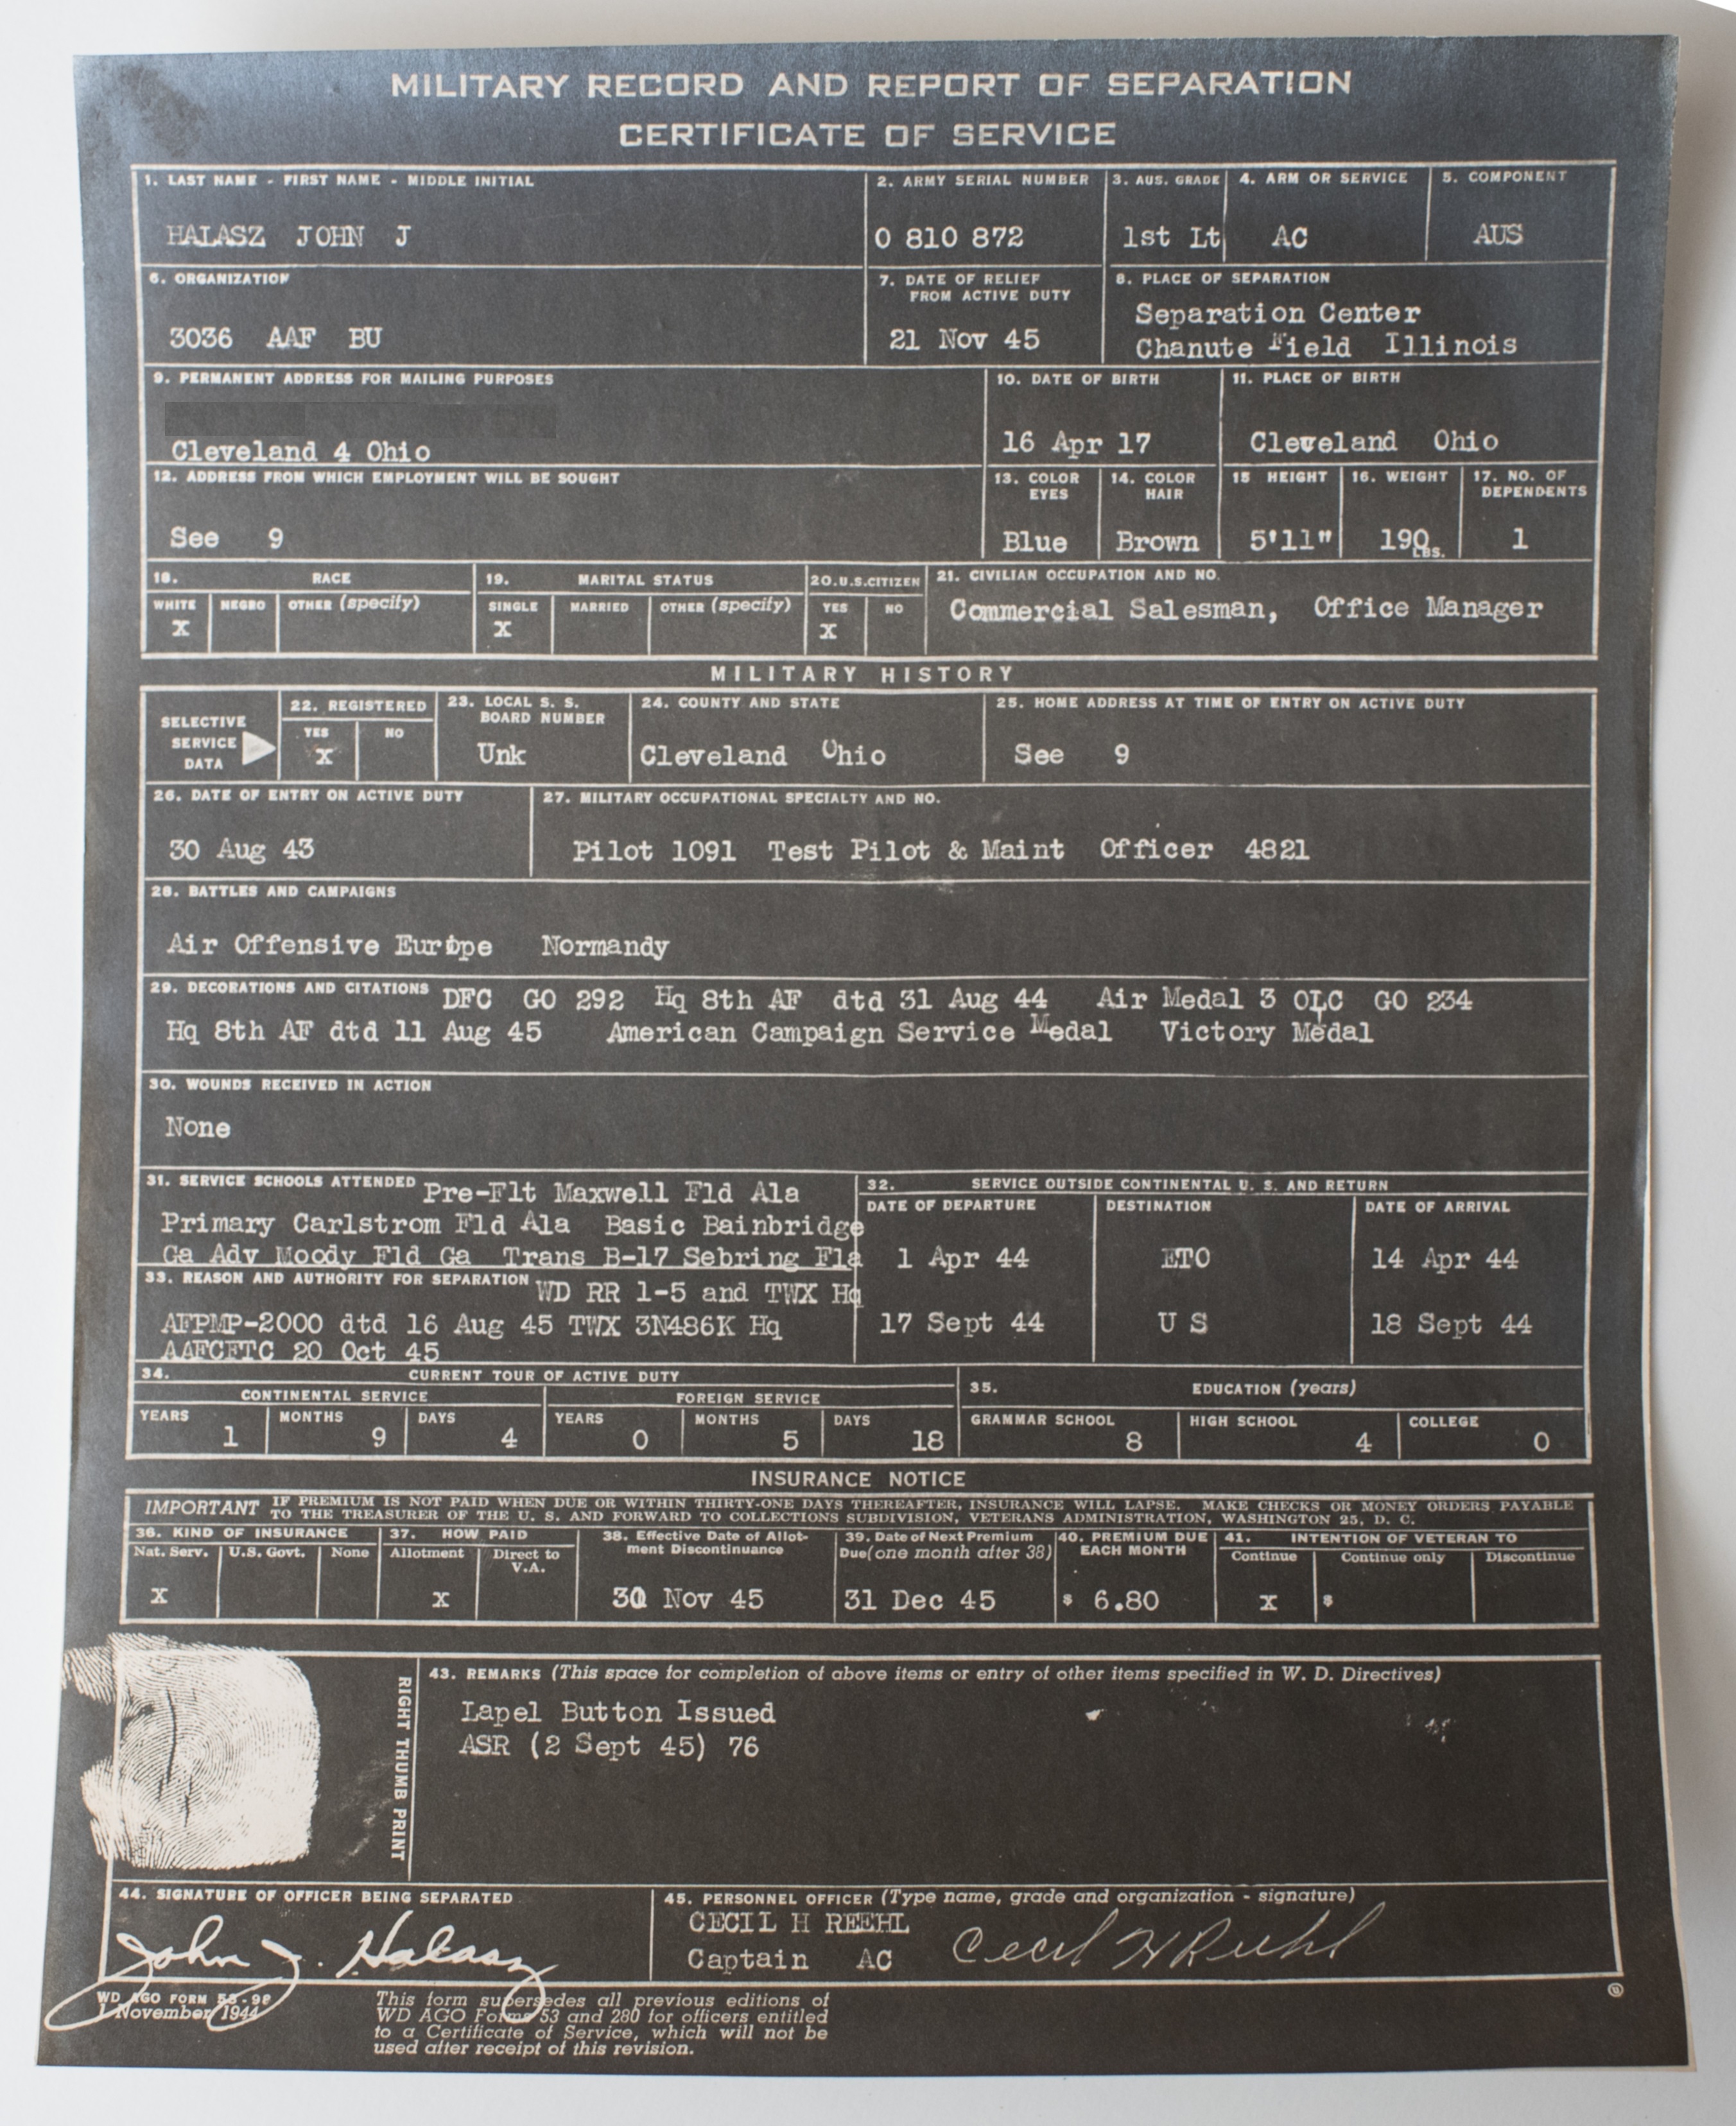 MILITARY RECORD AND REPORT OF SEPARATION
CERTIFICATE OF SERVICE
1. LAST NAME - FIRST NAME - MIDDLE INITIAL
HALASZ JOHN J
2. ARMY SERIAL NUMBER
0 810 872
3. AUS. GRADE
1st Lt
4. ARM OR SERVICE
AC
5. COMPONENT
AUS
6. ORGANIZATION
3036 AAF BU
7. DATE OF RELIEF
FROM ACTIVE DUTY
21 Nov 45
8. PLACE OF SEPARATION
Separation Center
Chanute Field Illinois
9. PERMANENT ADDRESS FOR MAILING PURPOSES
Cleveland 4 Ohio
10. DATE OF BIRTH
16 Apr 17
11. PLACE OF BIRTH
Cleveland Ohio
12. ADDRESS FROM WHICH EMPLOYMENT WILL BE SOUGHT
See 9
13. COLOR
EYES
Blue
14. COLOR
HAIR
Brown
15 HEIGHT
5'11"
16. WEIGHT
190 LBS.
17. NO. OF
DEPENDENTS
1
18. RACE
WHITE NEGRO OTHER (specify)
X
19. MARITAL STATUS
SINGLE MARRIED OTHER (specify)
X
20. U.S. CITIZEN
YES NO
X
21. CIVILIAN OCCUPATION AND NO.
Commercial Salesman, Office Manager
MILITARY HISTORY
SELECTIVE
SERVICE
DATA
22. REGISTERED
YES NO
X
23. LOCAL S. S.
BOARD NUMBER
Unk
24. COUNTY AND STATE
Cleveland Ohio
25. HOME ADDRESS AT TIME OF ENTRY ON ACTIVE DUTY
See 9
26. DATE OF ENTRY ON ACTIVE DUTY
30 Aug 43
27. MILITARY OCCUPATIONAL SPECIALTY AND NO.
Pilot 1091 Test Pilot & Maint Officer 4821
28. BATTLES AND CAMPAIGNS
Air Offensive Europe Normandy
29. DECORATIONS AND CITATIONS DFC GO 292 Hq 8th AF dtd 31 Aug 44 Air Medal 3 OLC GO 234
Hq 8th AF dtd 11 Aug 45 American Campaign Service Medal Victory Medal
30. WOUNDS RECEIVED IN ACTION
None
31. SERVICE SCHOOLS ATTENDED Pre-Flt Maxwell Fld Ala
Primary Carlstrom Fld Ala Basic Bainbridge
Ga Adv Moody Fld Ga Trans B-17 Sebring Fla
32. SERVICE OUTSIDE CONTINENTAL U. S. AND RETURN
DATE OF DEPARTURE DESTINATION DATE OF ARRIVAL
1 Apr 44 ETO 14 Apr 44
17 Sept 44 U S 18 Sept 44
33. REASON AND AUTHORITY FOR SEPARATION WD RR 1-5 and TWX Hq
AFPMP-2000 dtd 16 Aug 45 TWX 3N486K Hq
AAFCFTC 20 Oct 45
34. CURRENT TOUR OF ACTIVE DUTY
CONTINENTAL SERVICE FOREIGN SERVICE
YEARS MONTHS DAYS YEARS MONTHS DAYS
1 9 4 0 5 18
35. EDUCATION (years)
GRAMMAR SCHOOL HIGH SCHOOL COLLEGE
8 4 0
INSURANCE NOTICE
IMPORTANT IF PREMIUM IS NOT PAID WHEN DUE OR WITHIN THIRTY-ONE DAYS THEREAFTER, INSURANCE WILL LAPSE. MAKE CHECKS OR MONEY ORDERS PAYABLE
TO THE TREASURER OF THE U. S. AND FORWARD TO COLLECTIONS SUBDIVISION, VETERANS ADMINISTRATION, WASHINGTON 25, D. C.
36. KIND OF INSURANCE
Nat. Serv. U.S. Govt. None
X
37. HOW PAID
Allotment Direct to
V.A.
X
38. Effective Date of Allot-
ment Discontinuance
30 Nov 45
39. Date of Next Premium
Due (one month after 38)
31 Dec 45
40. PREMIUM DUE
EACH MONTH
$ 6.80
41. INTENTION OF VETERAN TO
Continue Continue only Discontinue
X $
RIGHT THUMB PRINT
43. REMARKS (This space for completion of above items or entry of other items specified in W. D. Directives)
Lapel Button Issued
ASR (2 Sept 45) 76
44. SIGNATURE OF OFFICER BEING SEPARATED
John J. Halasz
45. PERSONNEL OFFICER (Type name, grade and organization - signature)
CECIL H REEHL
Captain AC
Cecil H Reehl
WD AGO FORM 53-98
1 November 1944
This form supersedes all previous editions of
WD AGO Forms 53 and 280 for officers entitled
to a Certificate of Service, which will not be
used after receipt of this revision.